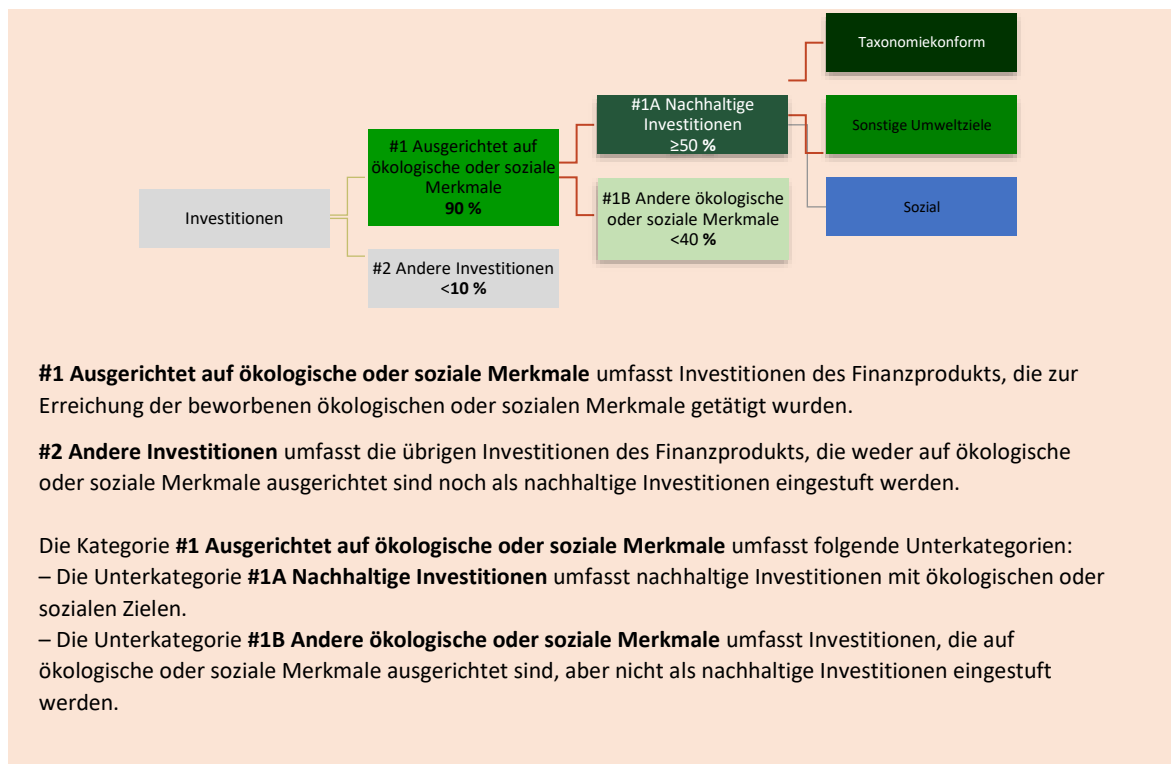 Taxonomiekonform
#1A Nachhaltige
Investitionen
≥50 %
Sonstige Umweltziele
#1 Ausgerichtet auf
ökologische oder soziale
Merkmale
90 %
#1B Andere ökologische
oder soziale Merkmale
<40 %
Sozial
Investitionen
#2 Andere Investitionen
<10 %
#1 Ausgerichtet auf ökologische oder soziale Merkmale umfasst Investitionen des Finanzprodukts, die zur
Erreichung der beworbenen ökologischen oder sozialen Merkmale getätigt wurden.
#2 Andere Investitionen umfasst die übrigen Investitionen des Finanzprodukts, die weder auf ökologische
oder soziale Merkmale ausgerichtet sind noch als nachhaltige Investitionen eingestuft werden.
Die Kategorie #1 Ausgerichtet auf ökologische oder soziale Merkmale umfasst folgende Unterkategorien:
– Die Unterkategorie #1A Nachhaltige Investitionen umfasst nachhaltige Investitionen mit ökologischen oder
sozialen Zielen.
– Die Unterkategorie #1B Andere ökologische oder soziale Merkmale umfasst Investitionen, die auf
ökologische oder soziale Merkmale ausgerichtet sind, aber nicht als nachhaltige Investitionen eingestuft
werden.